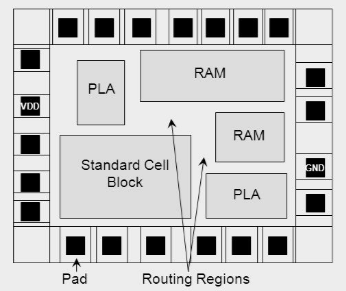 RAM
PLA
VDD
RAM
Standard Cell
Block
GND
PLA
Pad
Routing Regions